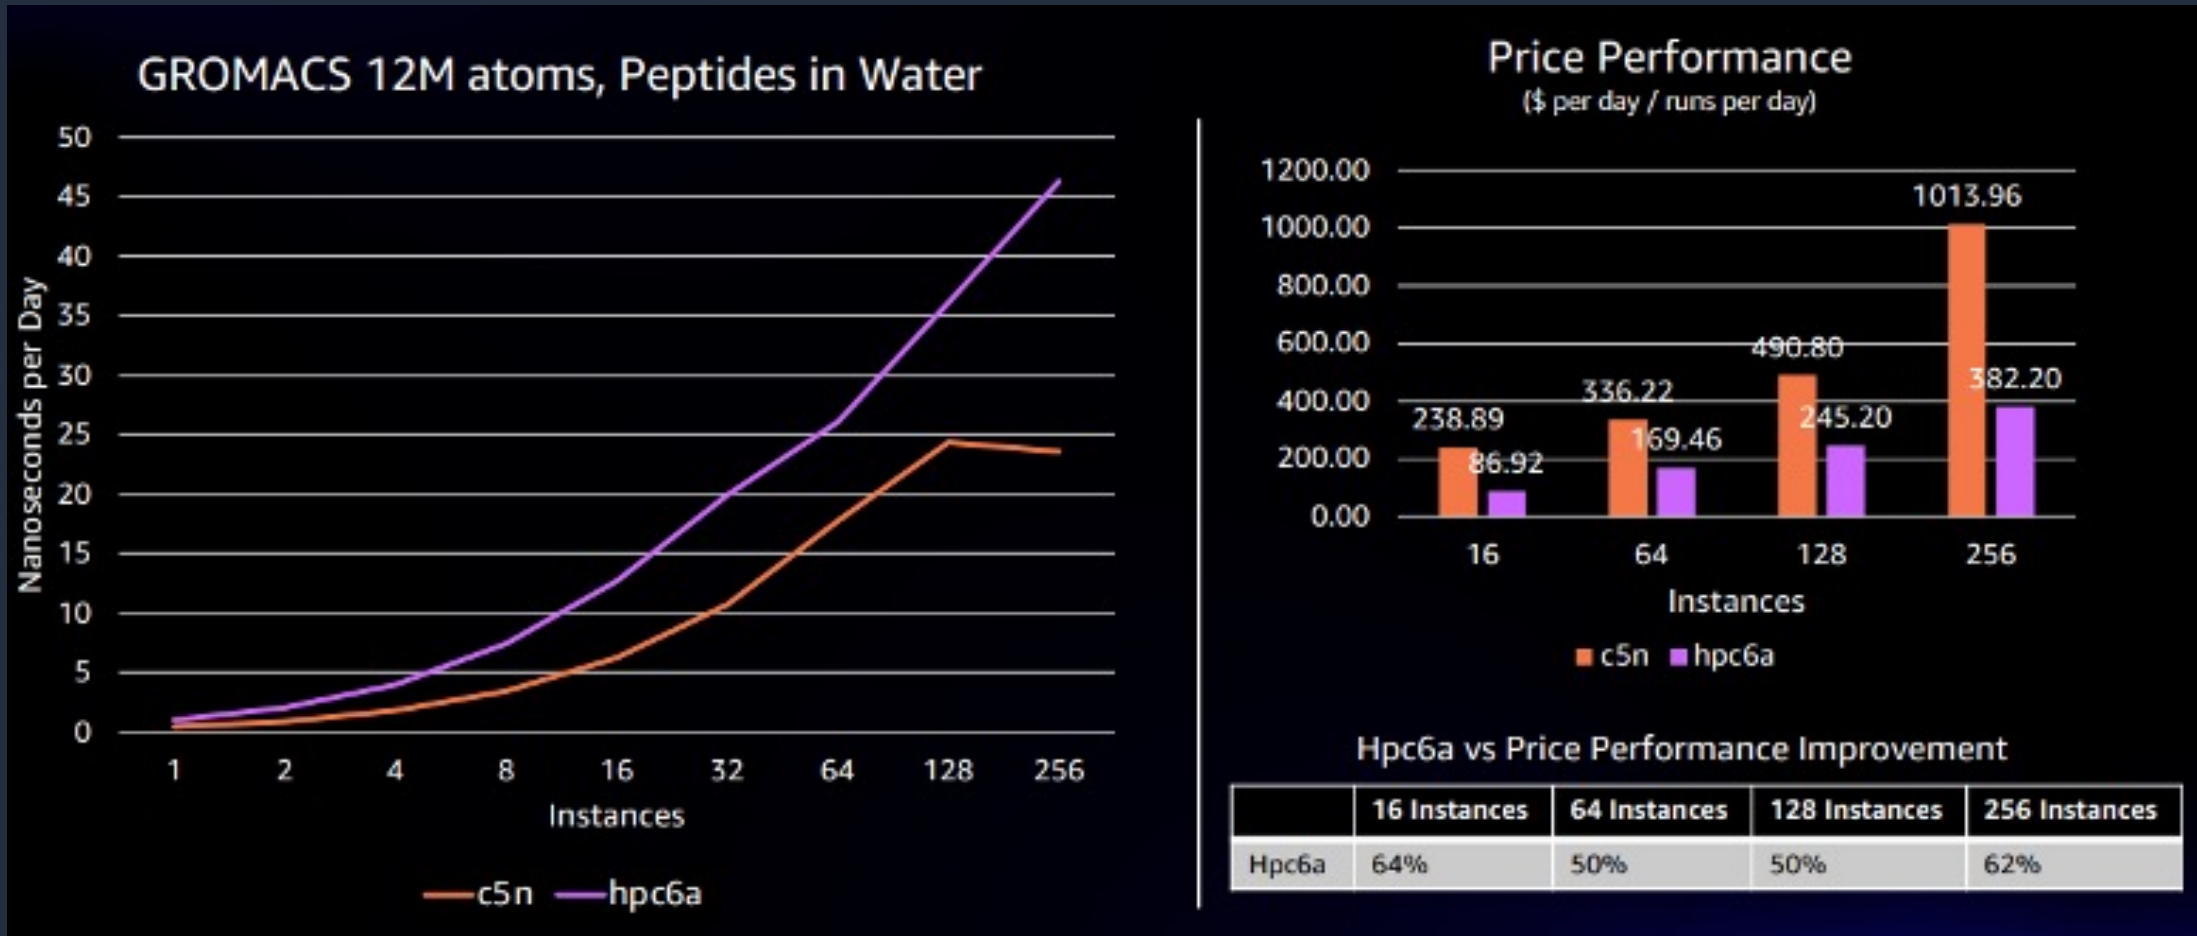 GROMACS 12M atoms, Peptides in Water
50
45
40
35
30
25
20
15
10
5
0
Nanoseconds per Day
1 2 4 8 16 32 64 128 256
Instances
c5n hpc6a
Price Performance
($ per day / runs per day)
1200.00
1000.00
800.00
600.00
400.00
200.00
0.00
238.89
86.92
336.22
169.46
490.80
245.20
1013.96
382.20
16 64 128 256
Instances
c5n hpc6a
Hpc6a vs Price Performance Improvement
16 Instances 64 Instances 128 Instances 256 Instances
Hpc6a 64% 50% 50% 62%